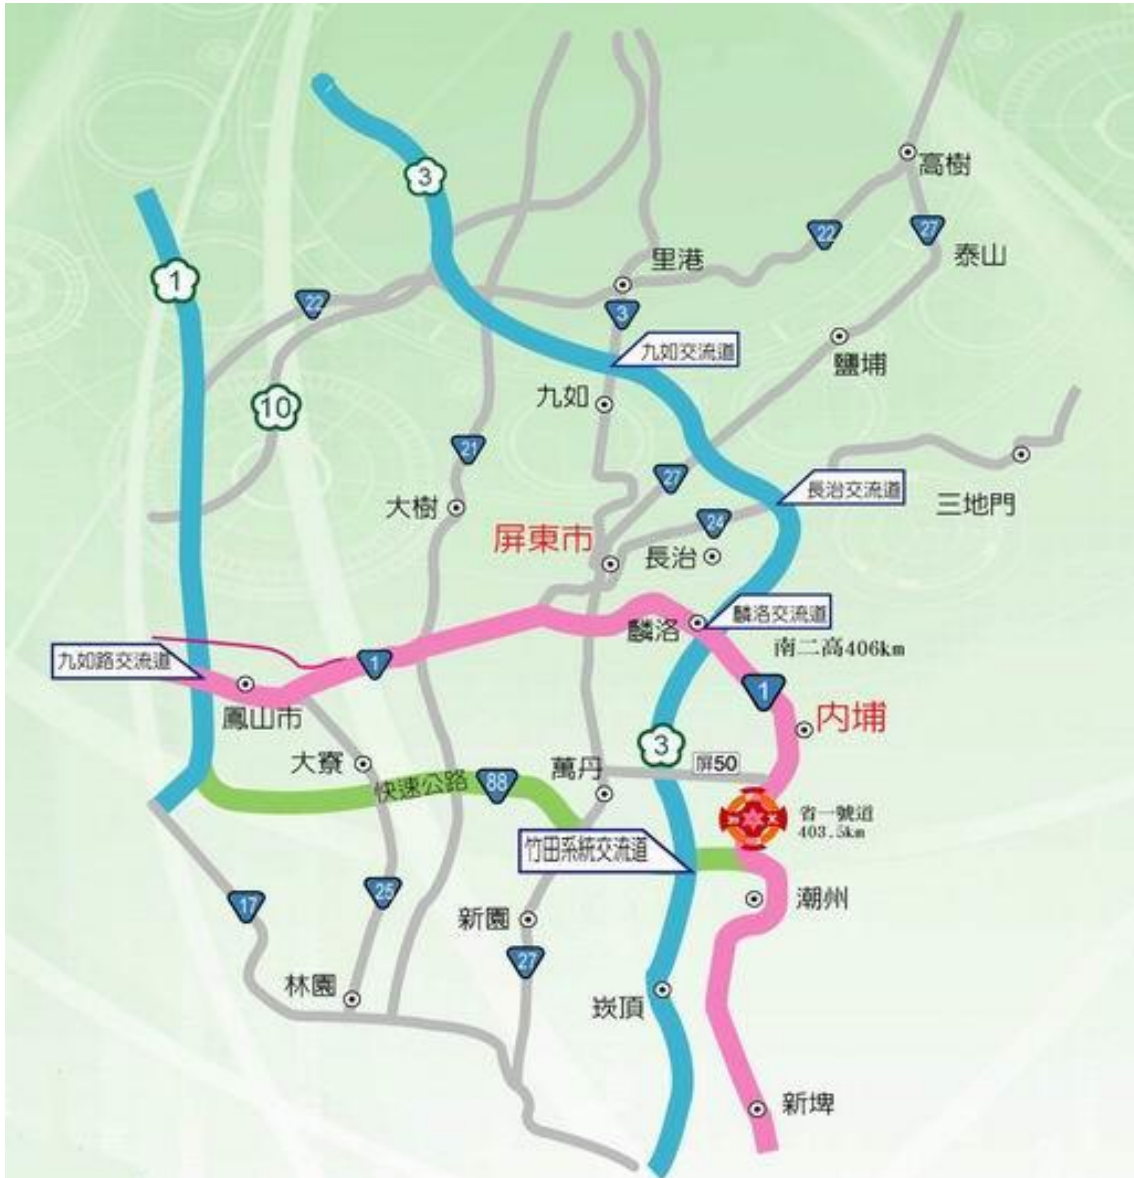 高樹
3
27
22
泰山
里港
1
22
3
九如交流道
鹽埔
九如
10
21
27
長治交流道
三地門
大樹
24
屏東市
長治
麟洛交流道
麟洛
南二高406km
九如路交流道
1
1
鳳山市
內埔
3
大寮
萬丹
屏50
快速公路
88
省一號道
403.5km
竹田系統交流道
25
潮州
17
新園
27
林園
崁頂
新埤